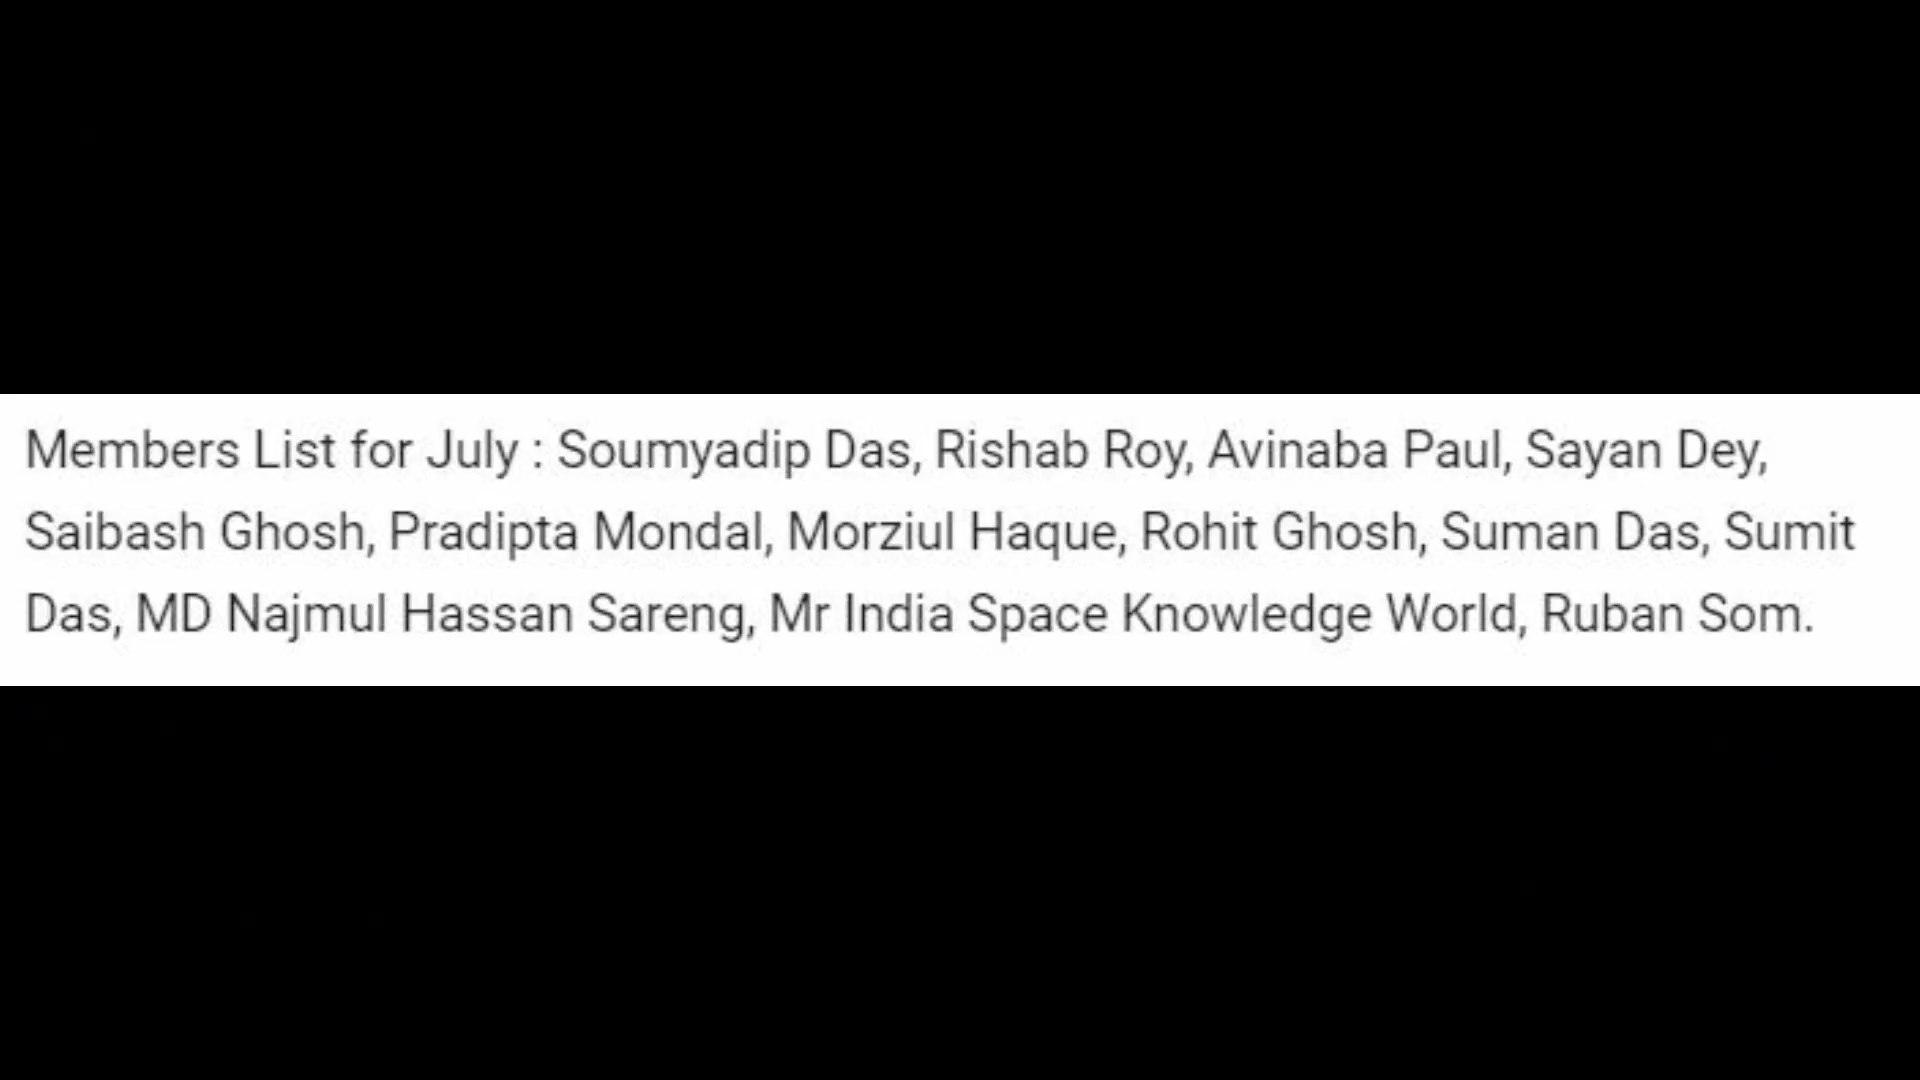 Members List for July : Soumyadip Das, Rishab Roy, Avinaba Paul, Sayan Dey,
Saibash Ghosh, Pradipta Mondal, Morziul Haque, Rohit Ghosh, Suman Das, Sumit
Das, MD Najmul Hassan Sareng, Mr India Space Knowledge World, Ruban Som.